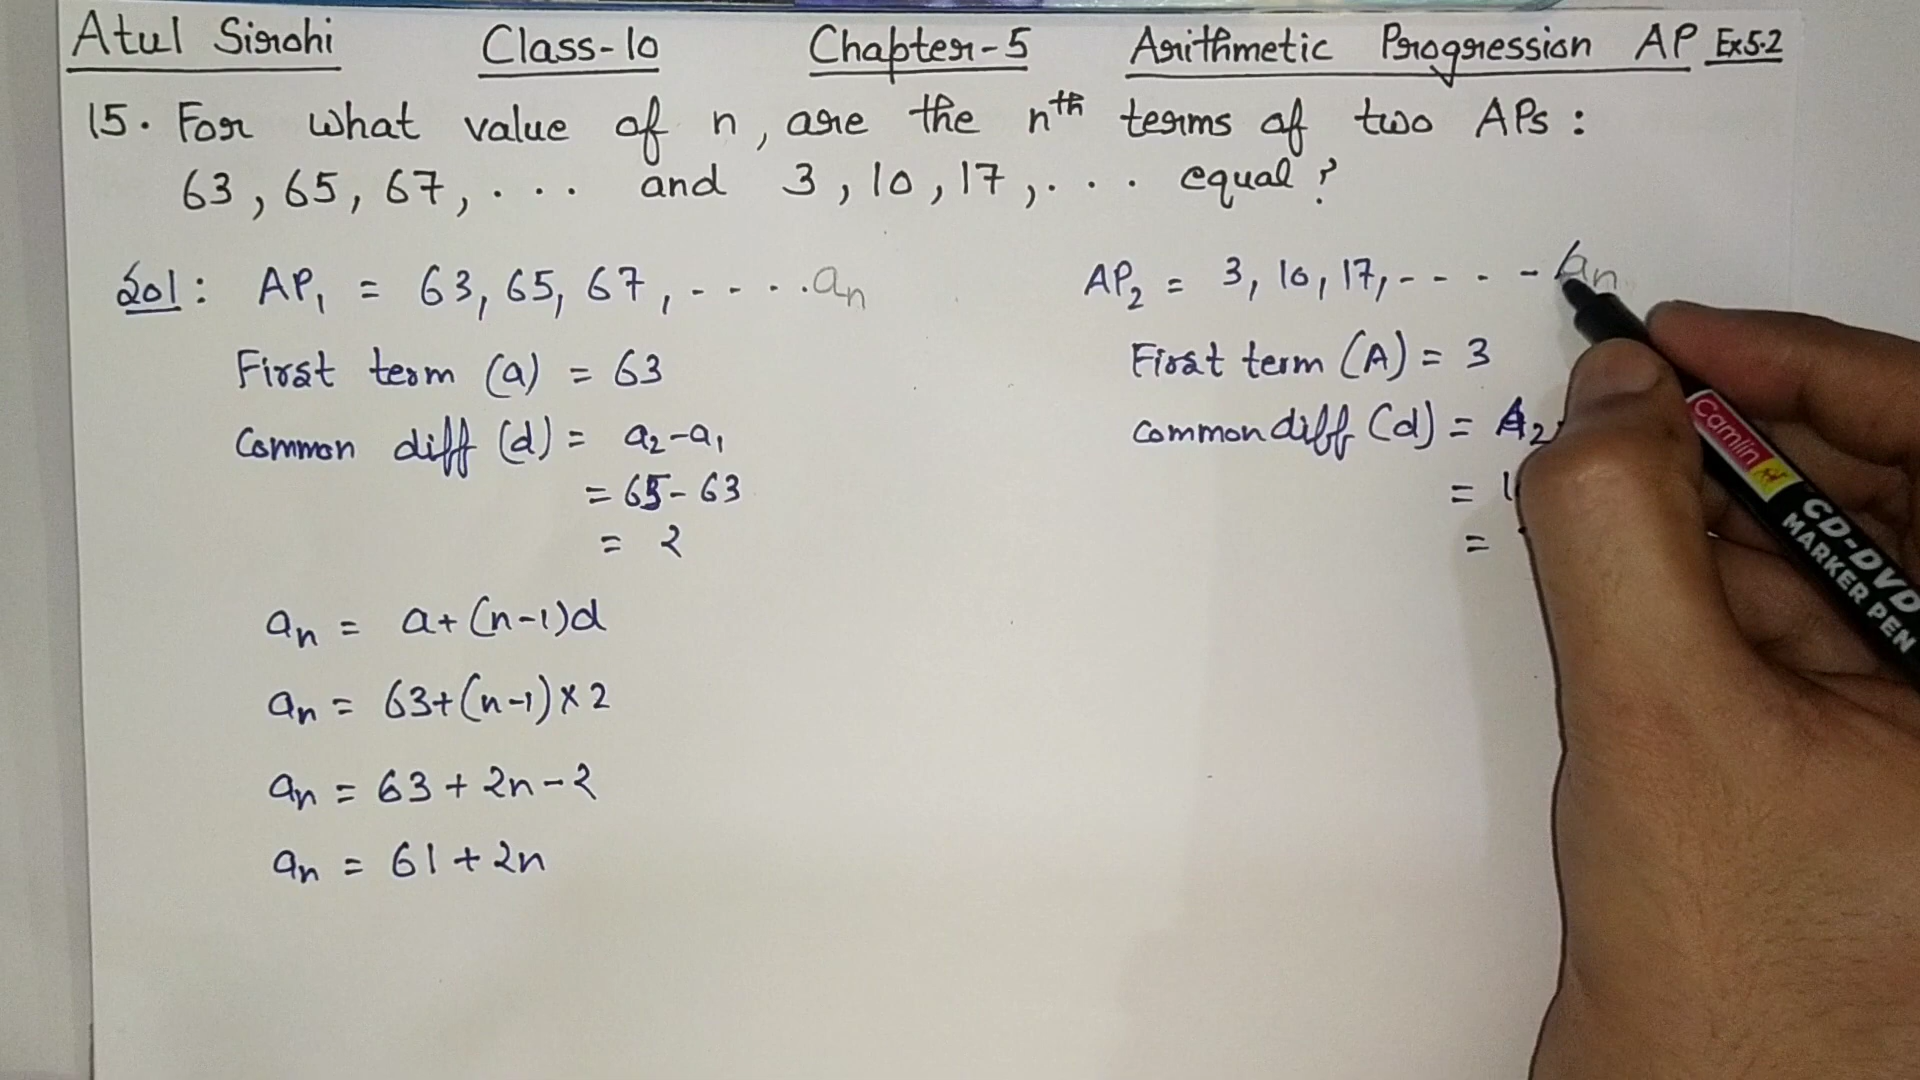 Atul Sirohi Class-10 Chapter-5 Arithmetic Progression AP Ex5.2
15. For what value of n, are the nth terms of two APs :
63, 65, 67, . . . and 3, 10, 17, . . . equal ?
Sol : AP₁ = 63, 65, 67, - - - - . aₙ
First term (a) = 63
Common diff (d) = a₂-a₁
= 65 - 63
= 2
aₙ = a+(n-1)d
aₙ = 63+(n-1)×2
aₙ = 63 + 2n-2
aₙ = 61 + 2n
AP₂ = 3, 10, 17, - - - - -
First term (A) = 3
Common diff (d) = A₂
=
=
Camlin
CD-DVD
MARKER PEN